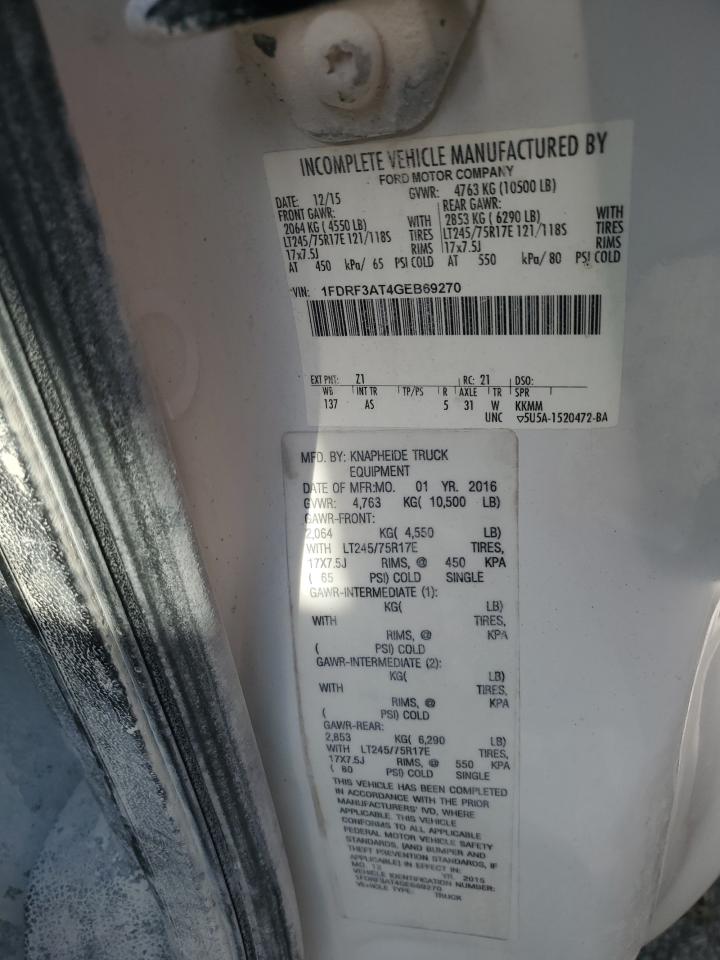 INCOMPLETE VEHICLE MANUFACTURED BY
FORD MOTOR COMPANY
DATE: 12/15 GVWR: 4763 KG (10500 LB)
FRONT GAWR: REAR GAWR:
2064 KG ( 4550 LB) WITH 2853 KG ( 6290 LB) WITH
LT245/75R17E 121/118S TIRES LT245/75R17E 121/118S TIRES
17x7.5J RIMS 17x7.5J RIMS
AT 450 kPa/ 65 PSI COLD AT 550 kPa/ 80 PSI COLD
VIN: 1FDRF3AT4GEB69270
EXT PNT: Z1 RC: 21 DSO:
WB INT TR TP/PS R AXLE TR SPR
137 AS 5 31 W KKMM
UNC ▽5U5A-1520472-BA
MFD. BY: KNAPHEIDE TRUCK
EQUIPMENT
DATE OF MFR:MO. 01 YR. 2016
GVWR: 4,763 KG( 10,500 LB)
GAWR-FRONT:
2,064 KG( 4,550 LB)
WITH LT245/75R17E TIRES,
17X7.5J RIMS, @ 450 KPA
( 65 PSI) COLD SINGLE
GAWR-INTERMEDIATE (1):
KG( LB)
WITH TIRES,
RIMS, @ KPA
( PSI) COLD
GAWR-INTERMEDIATE (2):
KG( LB)
WITH TIRES,
RIMS, @ KPA
( PSI) COLD
GAWR-REAR:
2,853 KG( 6,290 LB)
WITH LT245/75R17E TIRES,
17X7.5J RIMS, @ 550 KPA
( 80 PSI) COLD SINGLE
THIS VEHICLE HAS BEEN COMPLETED
IN ACCORDANCE WITH THE PRIOR
MANUFACTURERS' IVD, WHERE
APPLICABLE. THIS VEHICLE
CONFORMS TO ALL APPLICABLE
FEDERAL MOTOR VEHICLE SAFETY
STANDARDS, [AND BUMPER AND
THEFT PREVENTION STANDARDS, IF
APPLICABLE] IN EFFECT IN:
MO. 12 YR. 2015
VEHICLE IDENTIFICATION NUMBER:
1FDRF3AT4GEB69270
VEHICLE TYPE: TRUCK